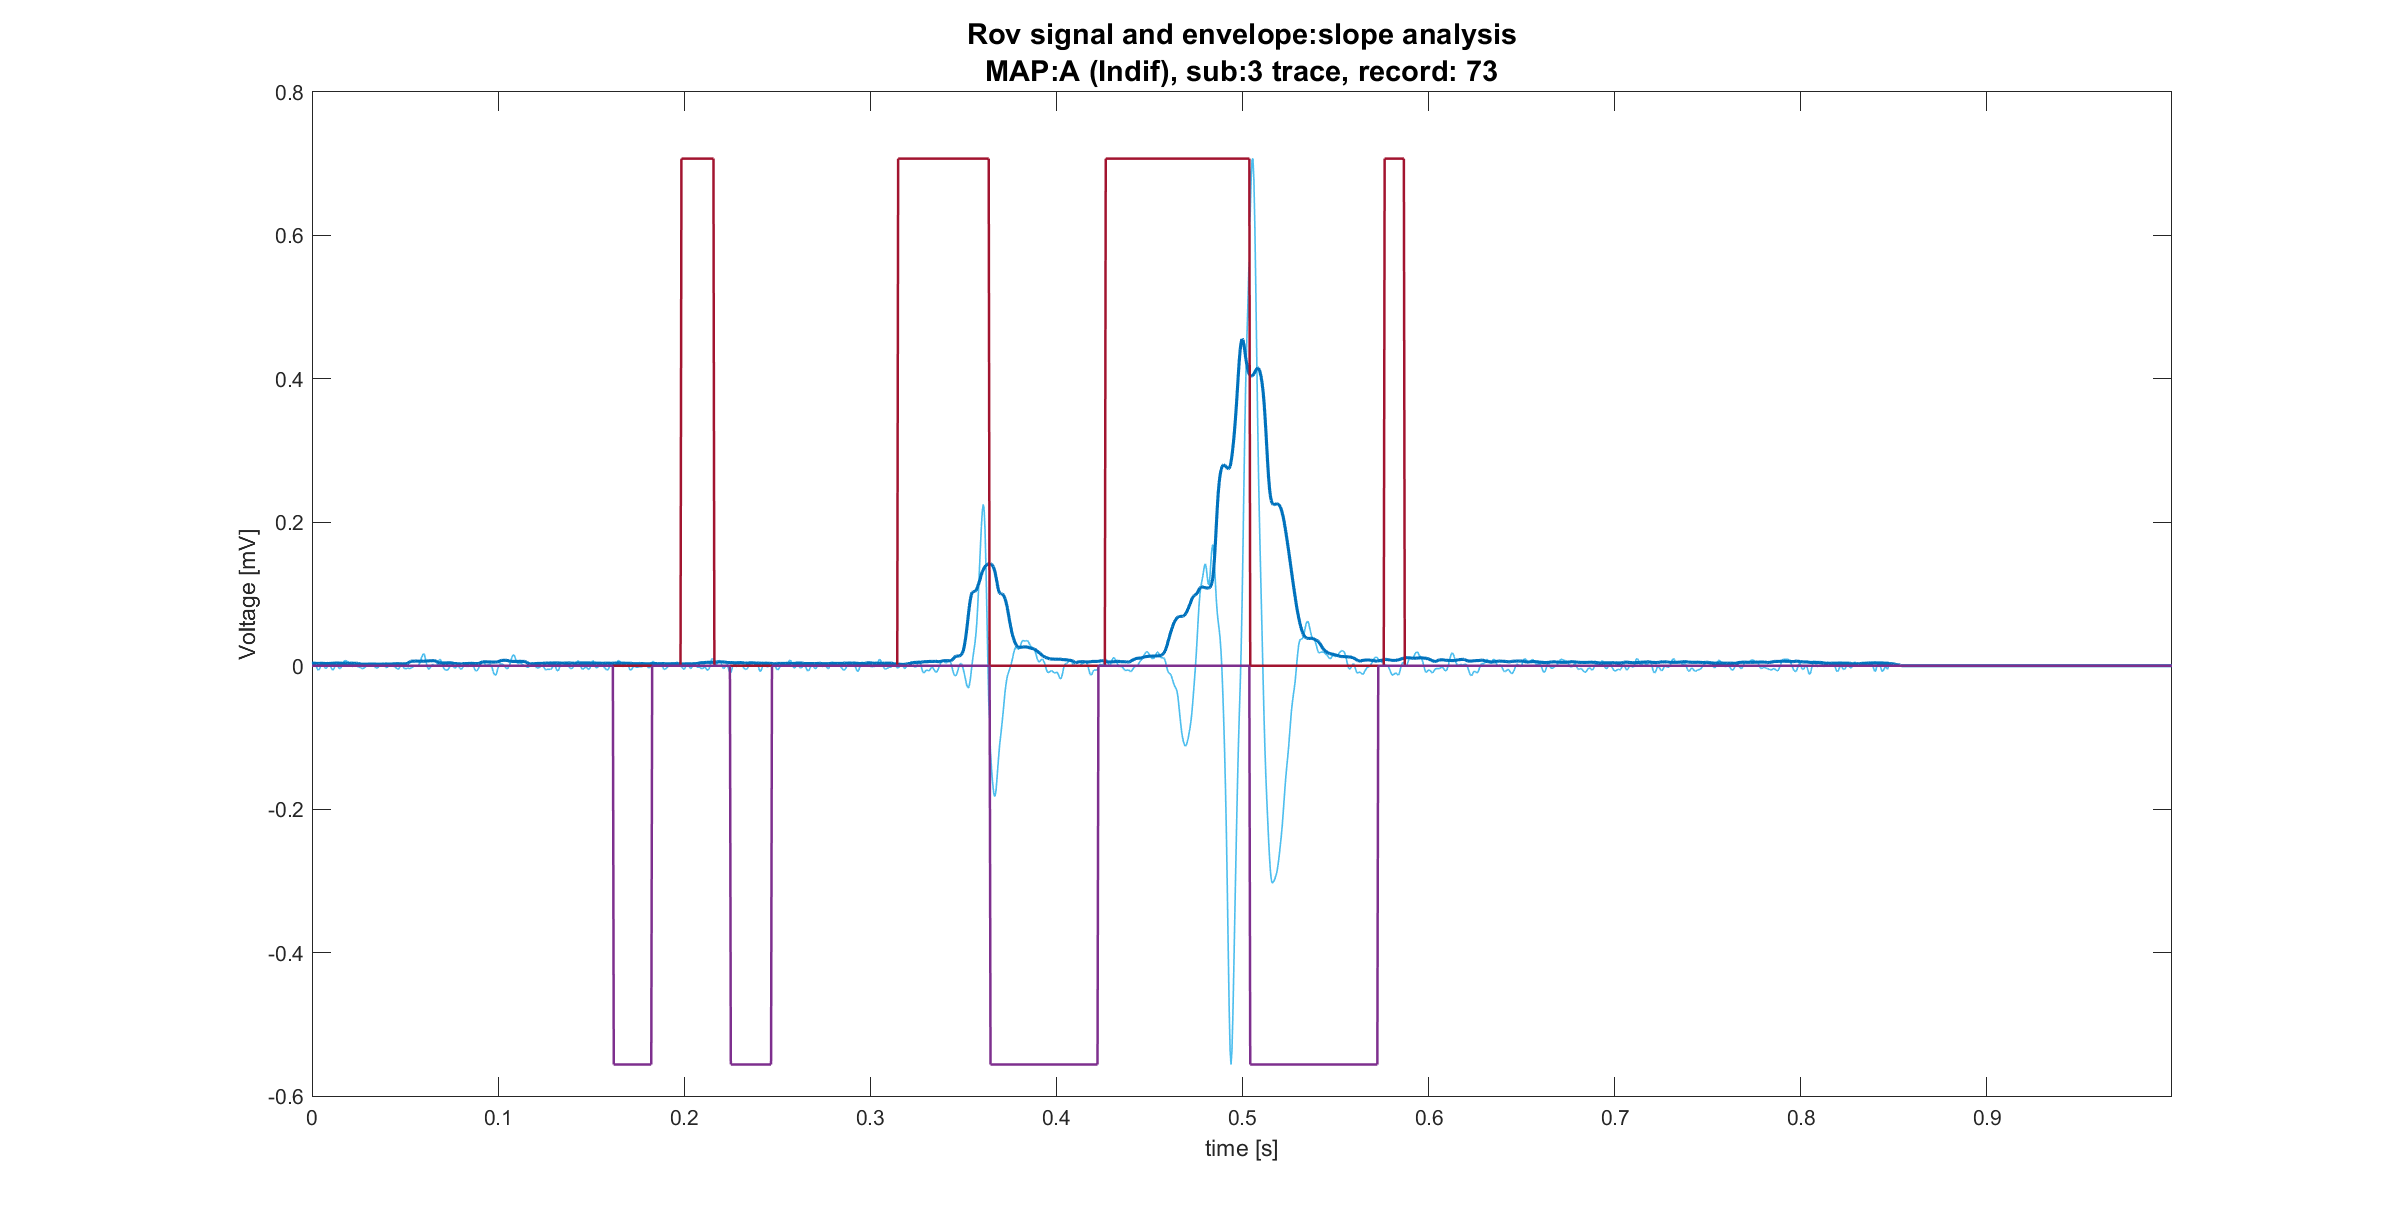 Rov signal and envelope:slope analysis
MAP:A (Indif), sub:3 trace, record: 73
0.8
0.6
0.4
0.2
0
-0.2
-0.4
-0.6
Voltage [mV]
0 0.1 0.2 0.3 0.4 0.5 0.6 0.7 0.8 0.9
time [s]